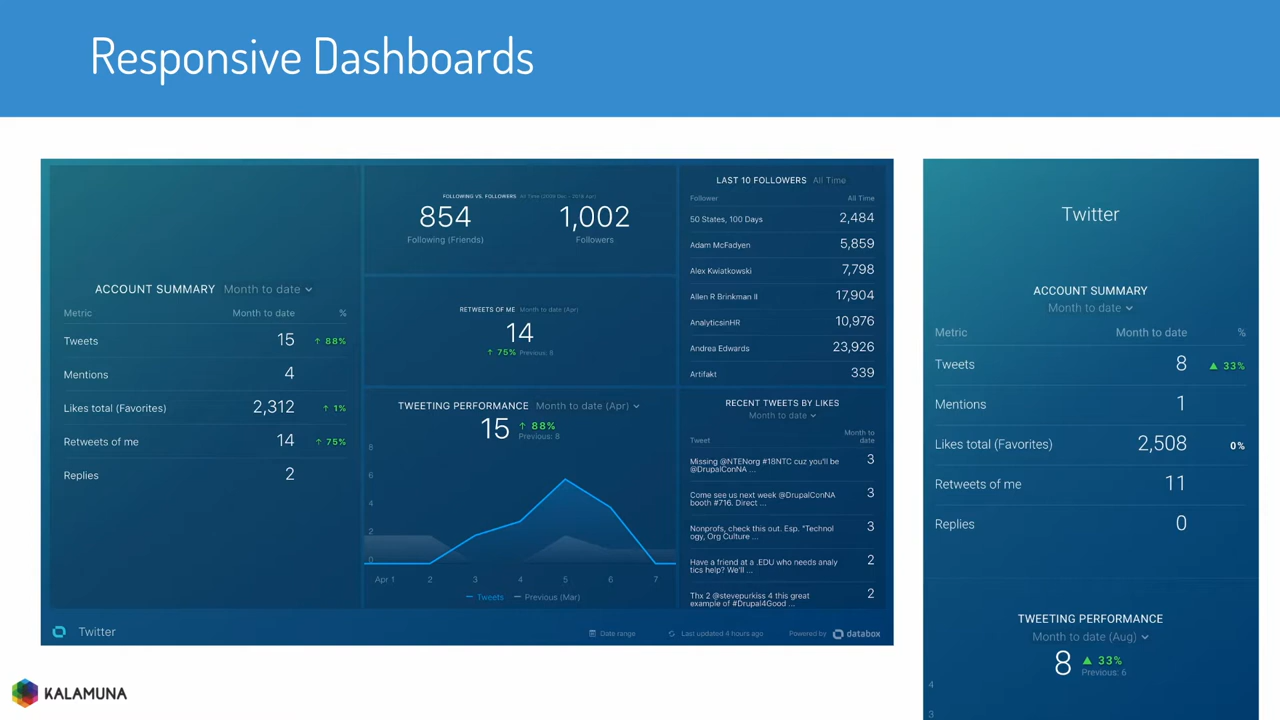 Responsive Dashboards
ACCOUNT SUMMARY Month to date
Metric Month to date %
Tweets 15 ↑ 88%
Mentions 4
Likes total (Favorites) 2,312 ↑ 1%
Retweets of me 14 ↑ 75%
Replies 2
FOLLOWING VS. FOLLOWERS
854 1,002
Following (Friends) Followers
RETWEETS OF ME Month to date (Apr)
14
↑ 75% Previous: 8
TWEETING PERFORMANCE Month to date (Apr)
15 ↑ 88%
Previous: 8
8
6
4
2
0
Apr 1 2 3 4 5 6 7
Tweets Previous (Mar)
LAST 10 FOLLOWERS All Time
Follower All Time
50 States, 100 Days 2,484
Adam McFadyen 5,859
Alex Kwiatkowski 7,798
Allen R Brinkman II 17,904
AnalyticsinHR 10,976
Andrea Edwards 23,926
Artifakt 339
RECENT TWEETS BY LIKES
Month to date
Tweet Month to date
Missing @NTENorg #18NTC cuz you'll be 3
@DrupalConNA ...
Come see us next week @DrupalConNA 3
booth #716. Direct ...
Nonprofs, check this out. Esp. "Technol 3
ogy, Org Culture ...
Have a friend at a .EDU who needs analy 2
tics help? We'll ...
Thx 2 @stevepurkiss 4 this great 2
example of #Drupal4Good ...
Twitter
Date range
Last updated 4 hours ago
Powered by databox
Twitter
ACCOUNT SUMMARY
Month to date
Metric Month to date %
Tweets 8 ▲ 33%
Mentions 1
Likes total (Favorites) 2,508 0%
Retweets of me 11
Replies 0
TWEETING PERFORMANCE
Month to date (Aug)
8 ▲ 33%
Previous: 6
4
3
KALAMUNA